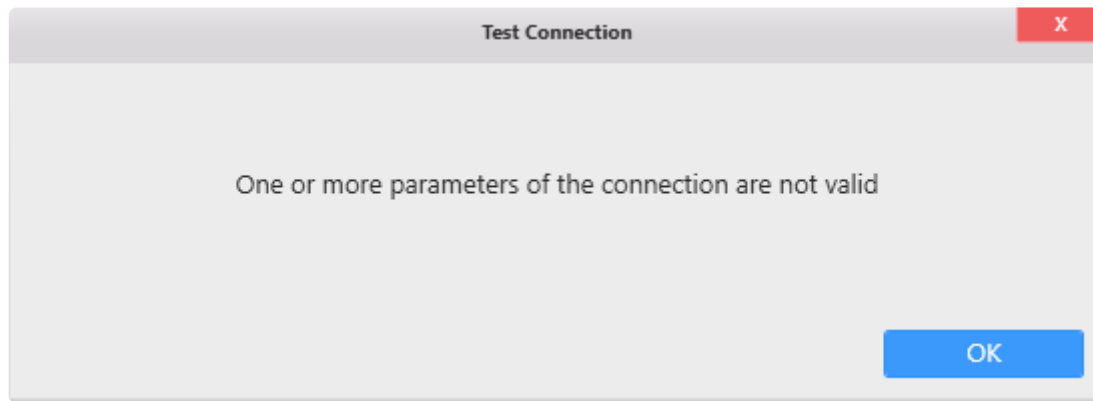 Test Connection
X
One or more parameters of the connection are not valid
OK